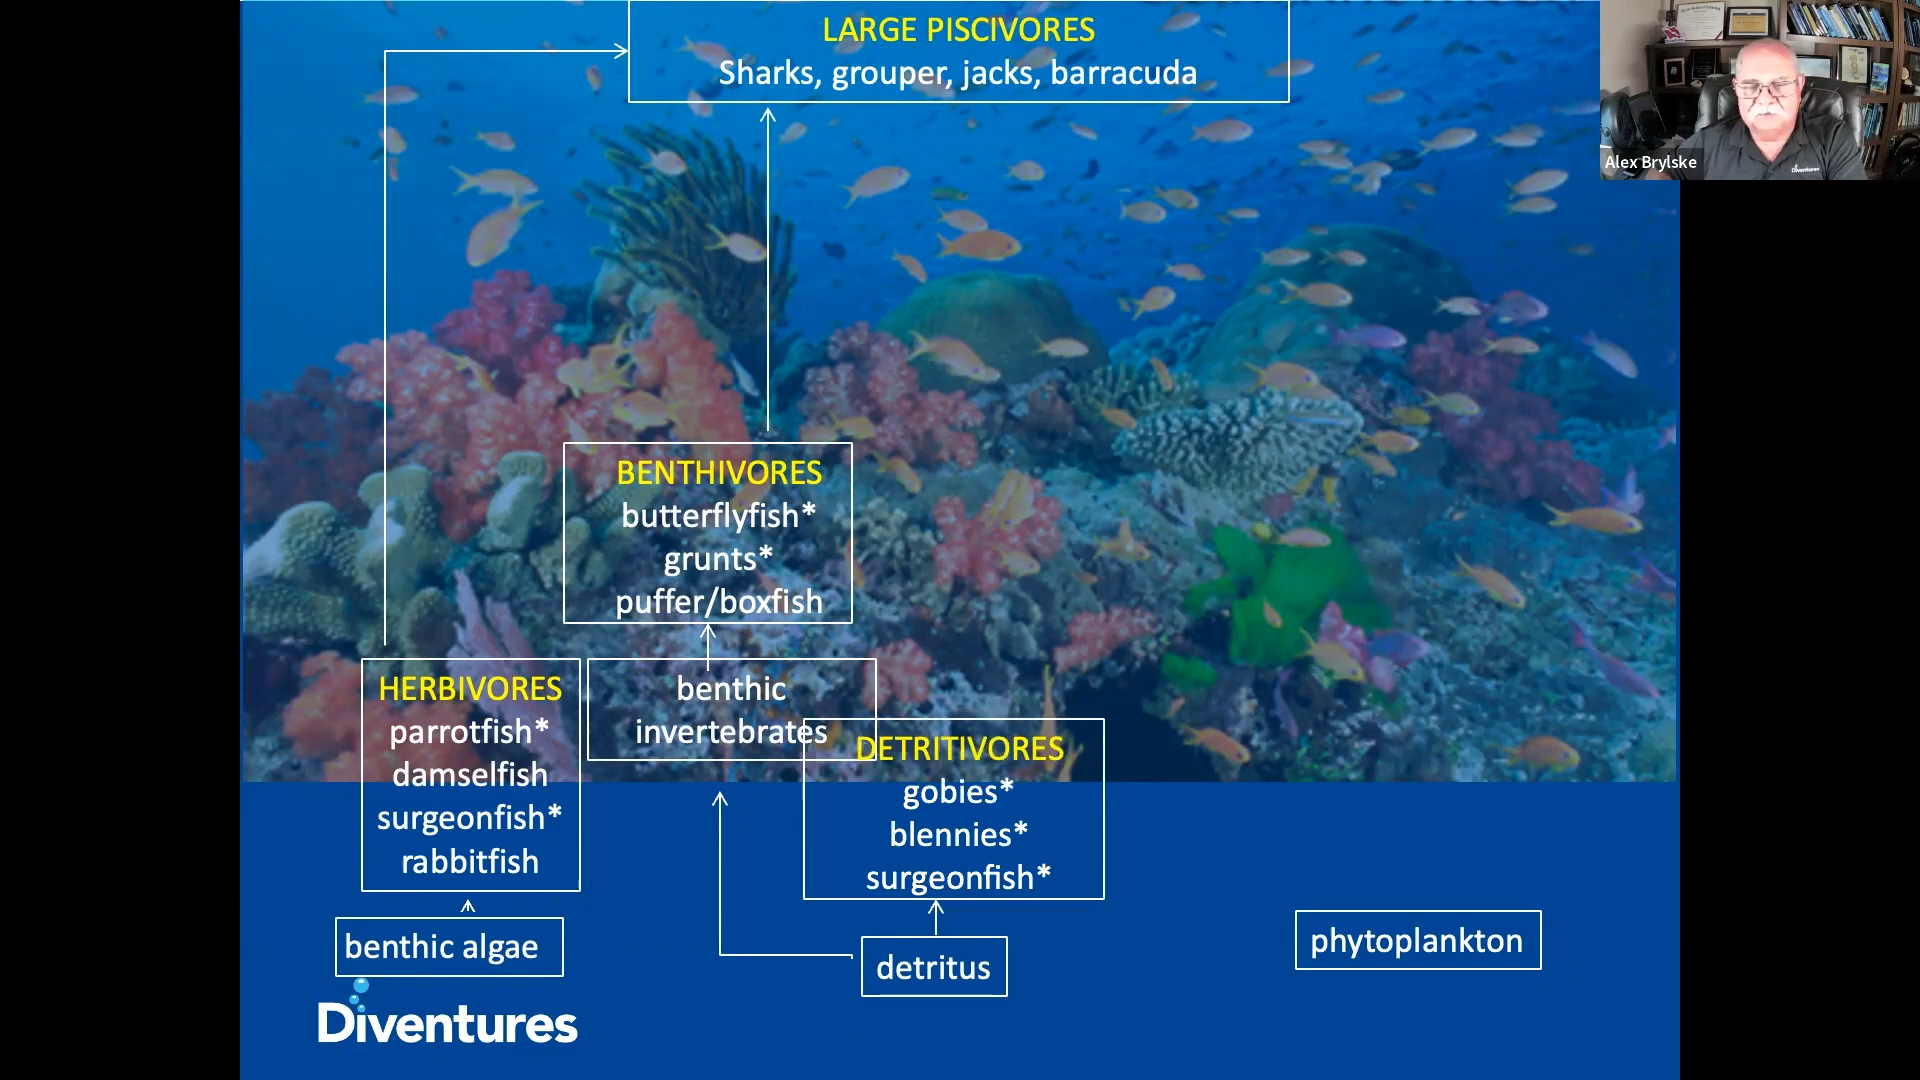 LARGE PISCIVORES
Sharks, grouper, jacks, barracuda
Alex Brylske
Diventures
BENTHIVORES
butterflyfish*
grunts*
puffer/boxfish
HERBIVORES
parrotfish*
damselfish
surgeonfish*
rabbitfish
benthic
invertebrates
DETRITIVORES
gobies*
blennies*
surgeonfish*
benthic algae
detritus
phytoplankton
Diventures